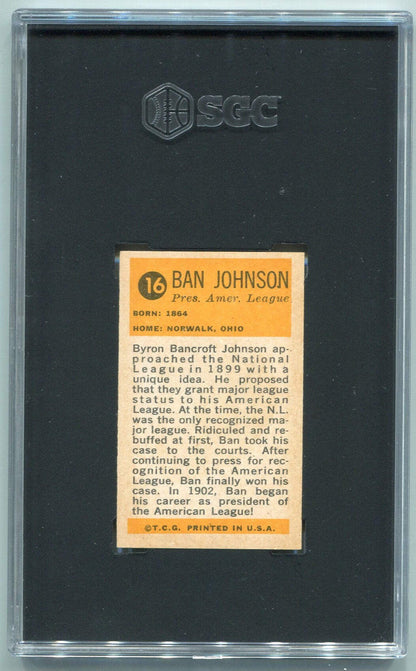 SGC
16
BAN JOHNSON
Pres. Amer. League
BORN: 1864
HOME: NORWALK, OHIO
Byron Bancroft Johnson ap-
proached the National
League in 1899 with a
unique idea. He proposed
that they grant major league
status to his American
League. At the time, the N.L.
was the only recognized ma-
jor league. Ridiculed and re-
buffed at first, Ban took his
case to the courts. After
continuing to press for rec-
ognition of the American
League, Ban finally won his
case. In 1902, Ban began
his career as president of
the American League!
©T.C.G. PRINTED IN U.S.A.